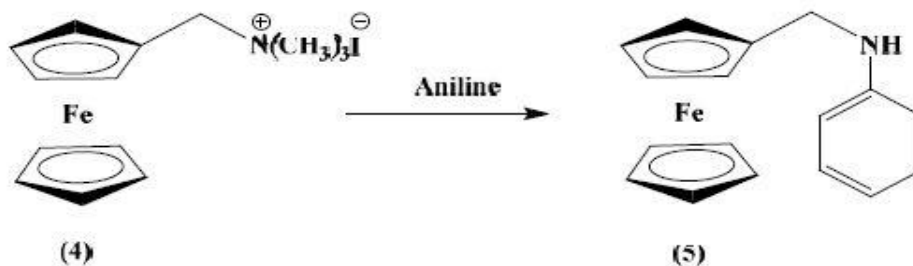 ⊕ ⊖
N(CH3)3I
NH
Aniline
Fe
Fe
(4)
(5)